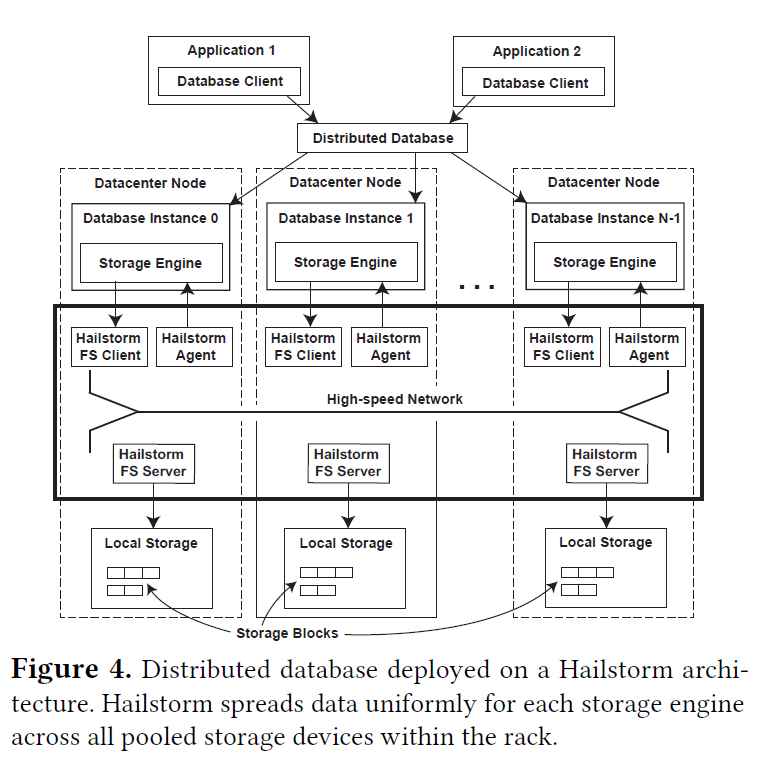 Application 1
Database Client
Application 2
Database Client
Distributed Database
Datacenter Node
Database Instance 0
Storage Engine
Datacenter Node
Database Instance 1
Storage Engine
. . .
Datacenter Node
Database Instance N-1
Storage Engine
Hailstorm
FS Client
Hailstorm
Agent
Hailstorm
FS Client
Hailstorm
Agent
Hailstorm
FS Client
Hailstorm
Agent
High-speed Network
Hailstorm
FS Server
Hailstorm
FS Server
Hailstorm
FS Server
Local Storage
Local Storage
Local Storage
Storage Blocks
Figure 4. Distributed database deployed on a Hailstorm archi-
tecture. Hailstorm spreads data uniformly for each storage engine
across all pooled storage devices within the rack.